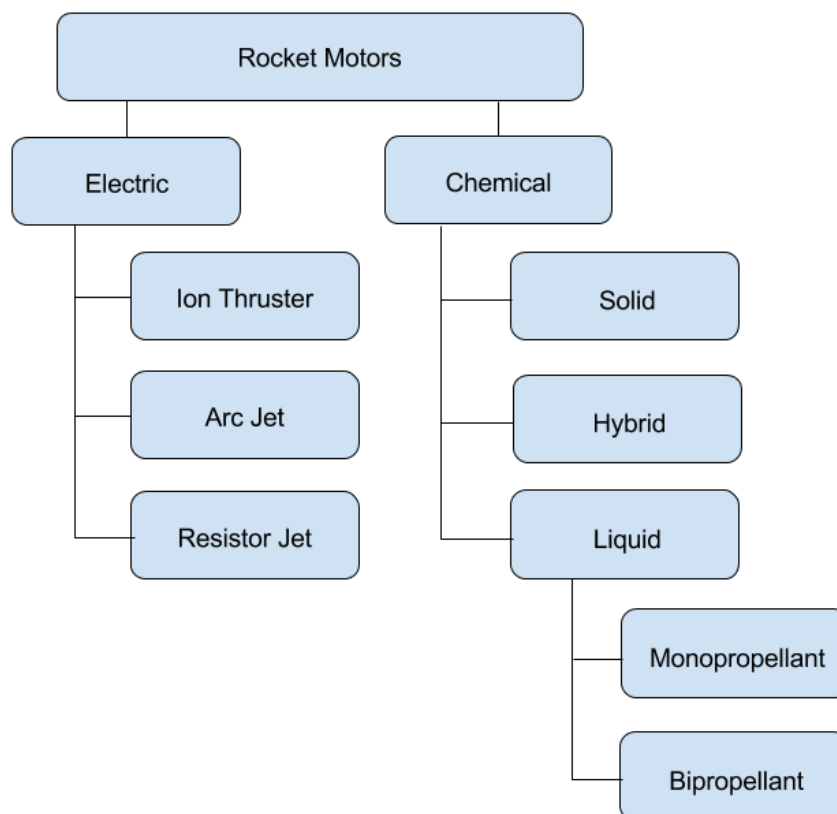 Rocket Motors
Electric
Chemical
Ion Thruster
Solid
Arc Jet
Hybrid
Resistor Jet
Liquid
Monopropellant
Bipropellant